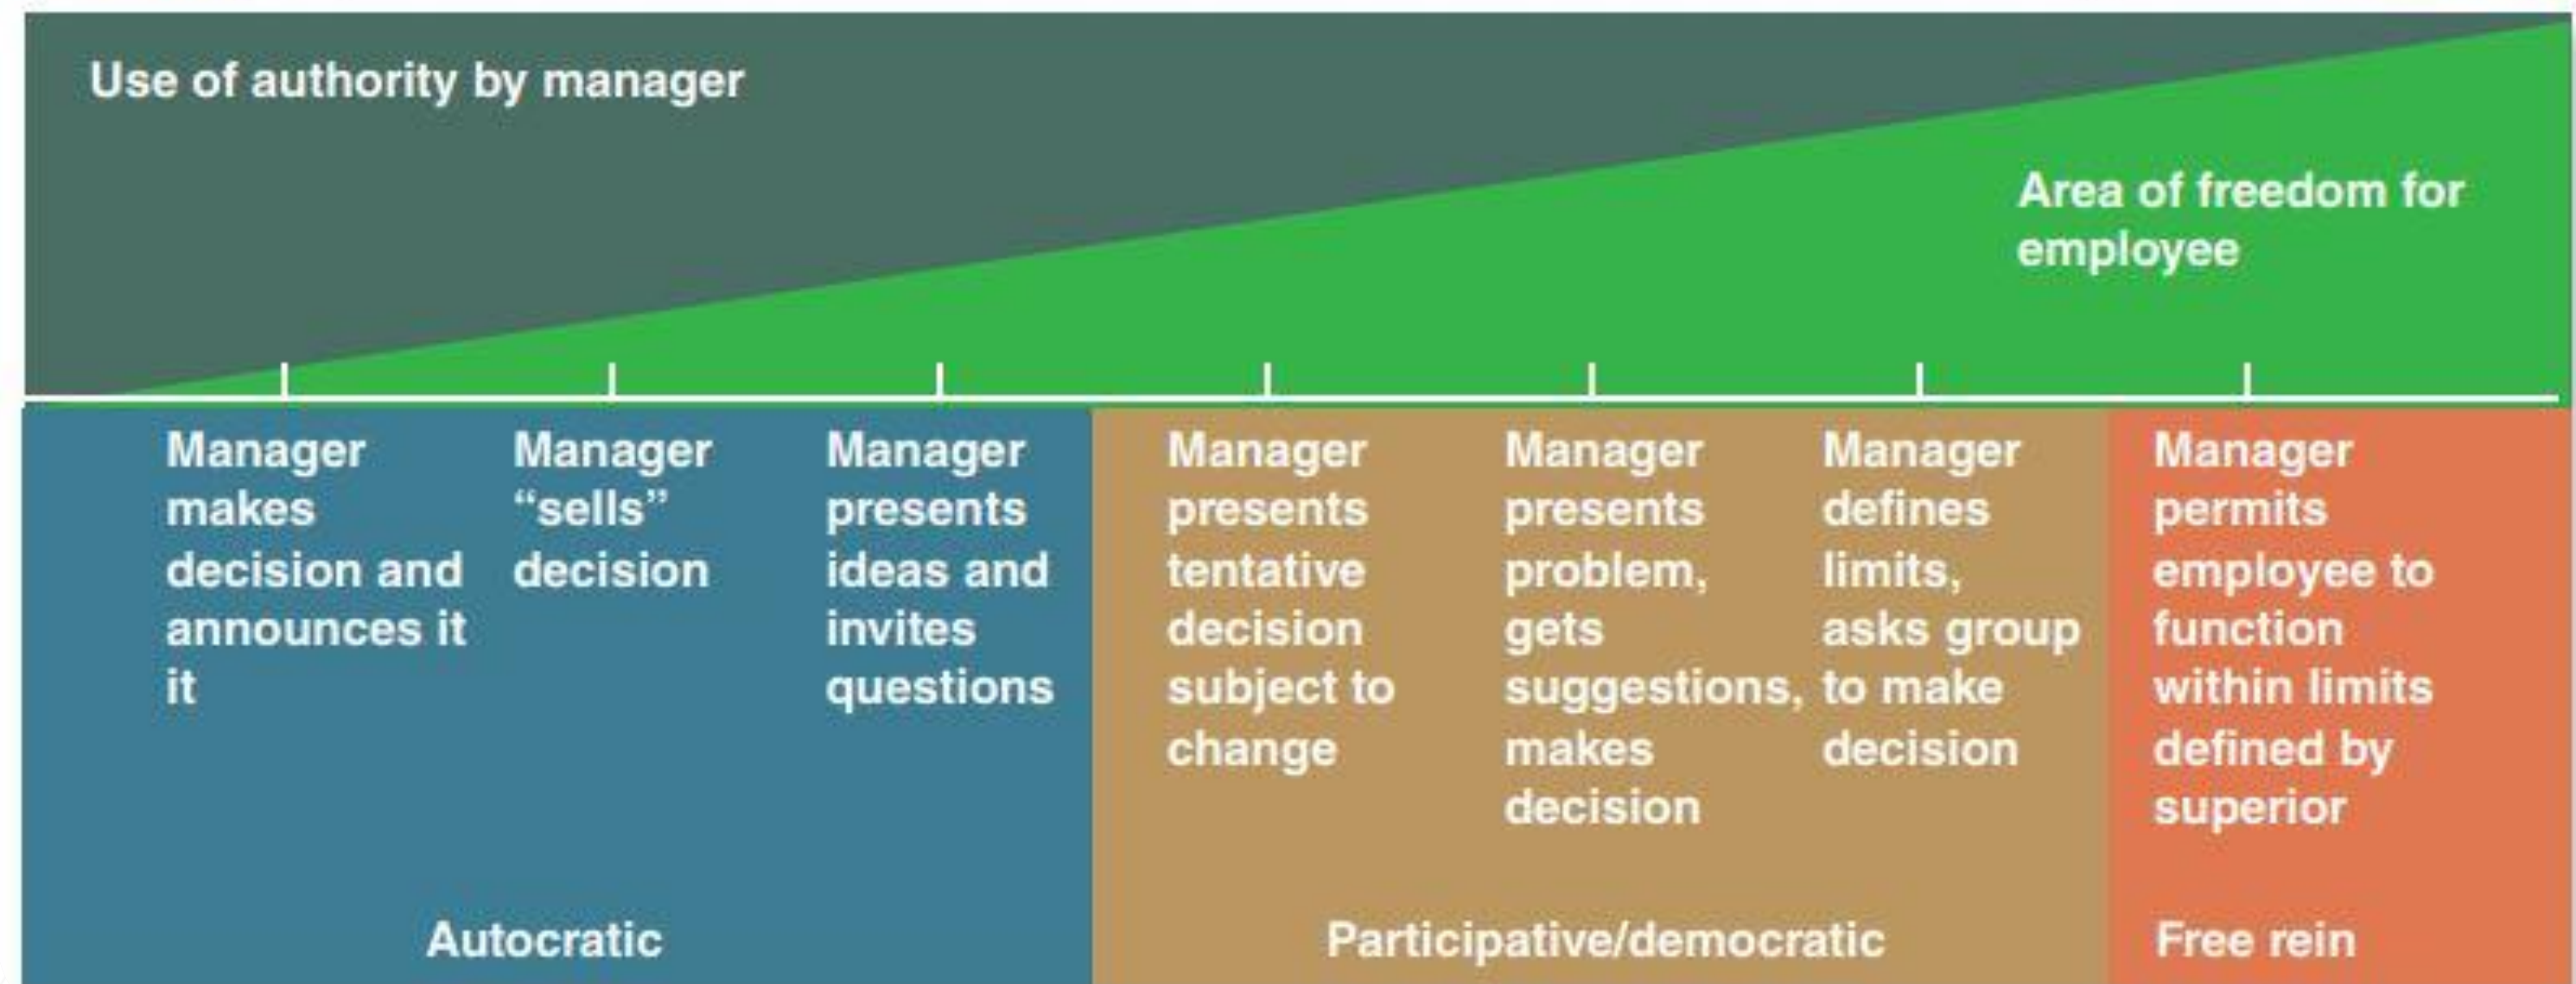 Use of authority by manager
Area of freedom for
employee
Manager
makes
decision and
announces it
it
Manager
“sells”
decision
Manager
presents
ideas and
invites
questions
Manager
presents
tentative
decision
subject to
change
Manager
presents
problem,
gets
suggestions,
makes
decision
Manager
defines
limits,
asks group
to make
decision
Manager
permits
employee to
function
within limits
defined by
superior
Autocratic
Participative/democratic
Free rein